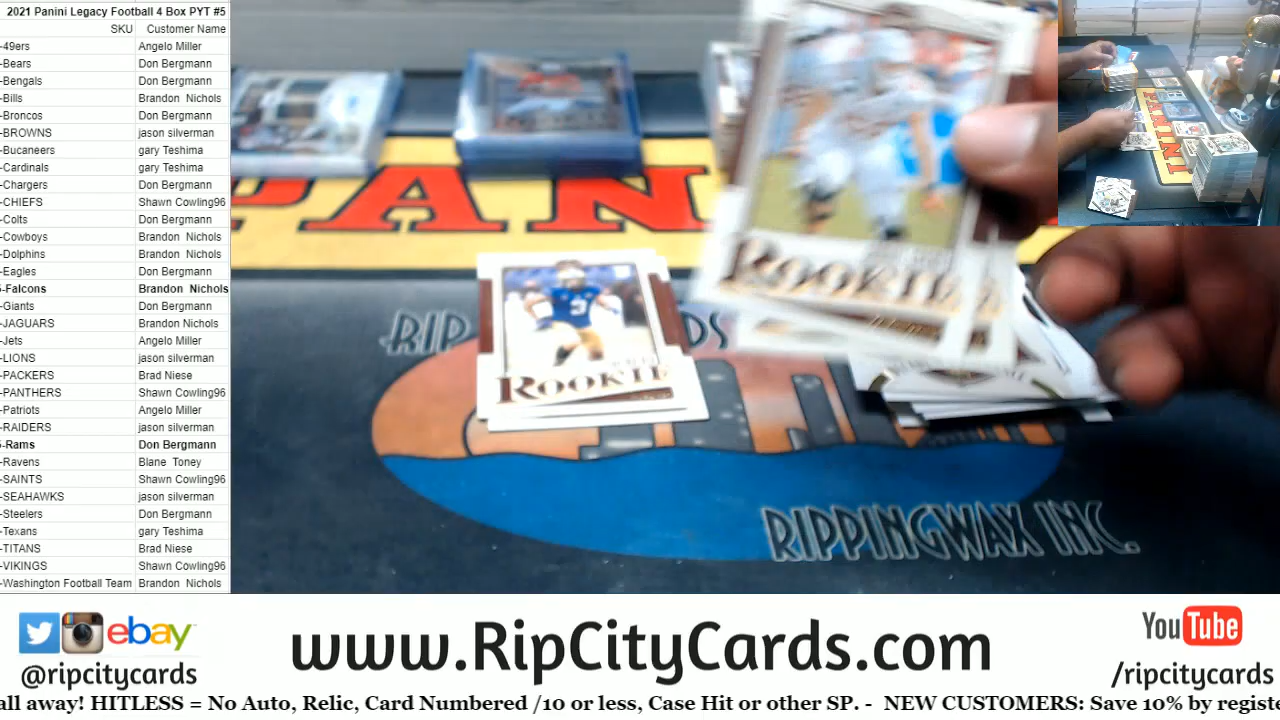 2021 Panini Legacy Football 4 Box PYT #5
SKU Customer Name
-49ers Angelo Miller
-Bears Don Bergmann
-Bengals Don Bergmann
-Bills Brandon Nichols
-Broncos Don Bergmann
-BROWNS jason silverman
-Bucaneers gary Teshima
-Cardinals gary Teshima
-Chargers Don Bergmann
-CHIEFS Shawn Cowling96
-Colts Don Bergmann
-Cowboys Brandon Nichols
-Dolphins Brandon Nichols
-Eagles Don Bergmann
-Falcons Brandon Nichols
-Giants Don Bergmann
-JAGUARS Brandon Nichols
-Jets Angelo Miller
-LIONS jason silverman
-PACKERS Brad Niese
-PANTHERS Shawn Cowling96
-Patriots Angelo Miller
-RAIDERS jason silverman
-Rams Don Bergmann
-Ravens Blane Toney
-SAINTS Shawn Cowling96
-SEAHAWKS jason silverman
-Steelers Don Bergmann
-Texans gary Teshima
-TITANS Brad Niese
-VIKINGS Shawn Cowling96
-Washington Football Team Brandon Nichols
PAN
PANINI
ROOKIE
ROOKIE
RIP
DS
RIPPINGWAX INC.
ebay
@ripcitycards
www.RipCityCards.com
YouTube
/ripcitycards
all away! HITLESS = No Auto, Relic, Card Numbered /10 or less, Case Hit or other SP. - NEW CUSTOMERS: Save 10% by registe